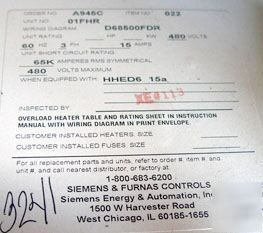 ORDER NO A945C ITEM NO 022
UNIT NO 01FHR
WIRING DIAGRAM D68500FDR
UNIT RATING HP KW 480 VOLTS
60 HZ 3 PH 15 AMPS
UNIT SHORT CIRCUIT RATING
65K AMPERES RMS SYMMETRICAL
480 VOLTS MAXIMUM
WHEN EQUIPPED WITH HHED6 15a
INSPECTED BY
OVERLOAD HEATER TABLE AND RATING SHEET IN INSTRUCTION
MANUAL WITH WIRING DIAGRAM IN PRINT ENVELOPE.
CUSTOMER INSTALLED HEATERS, SIZE
CUSTOMER INSTALLED FUSES, SIZE
For all replacement parts and units, refer to order #, item #, and
unit #, and call nearest distributor, or factory at
1-800-683-6200
SIEMENS & FURNAS CONTROLS
Siemens Energy & Automation, Inc
1500 W Harvester Road
West Chicago, IL 60185-1655